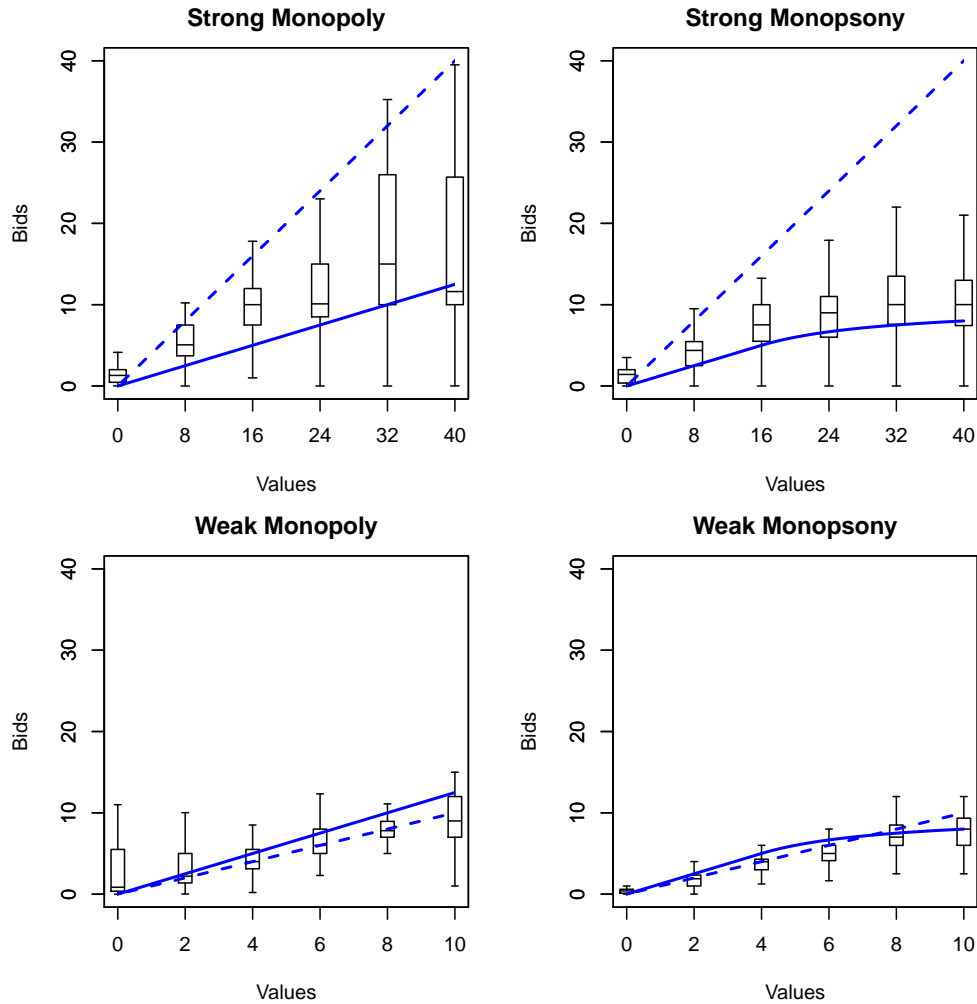 Strong Monopoly
Bids
0 10 20 30 40
0 8 16 24 32 40
Values
Strong Monopsony
Bids
0 10 20 30 40
0 8 16 24 32 40
Values
Weak Monopoly
Bids
0 10 20 30 40
0 2 4 6 8 10
Values
Weak Monopsony
Bids
0 10 20 30 40
0 2 4 6 8 10
Values